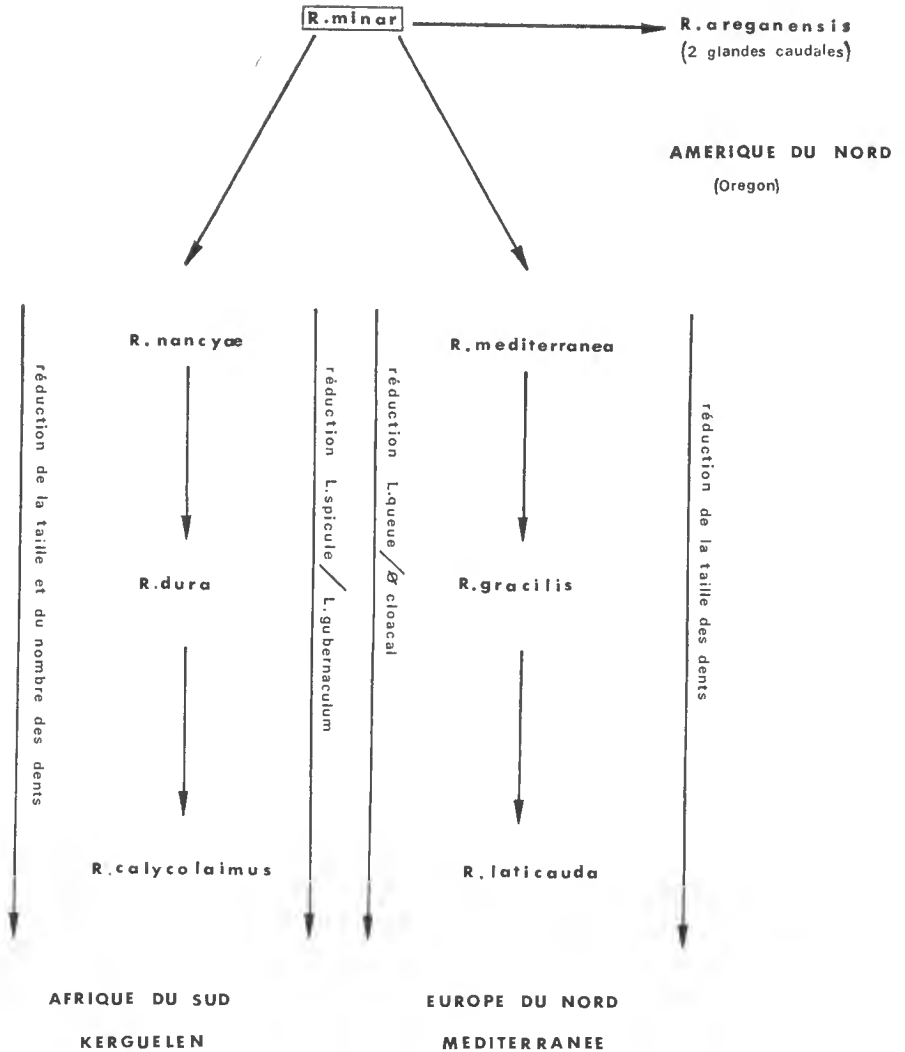 R.minar
R.areganensis
(2 glandes caudales)
AMERIQUE DU NORD
(Oregon)
R.nancyæ
R.mediterranea
réduction de la taille et du nombre des dents
réduction L.spicule / L.gubernaculum
réduction L.queue / Ø cloacal
réduction de la taille des dents
R.dura
R.gracilis
R.calycolaimus
R.laticauda
AFRIQUE DU SUD
KERGUELEN
EUROPE DU NORD
MEDITERRANEE